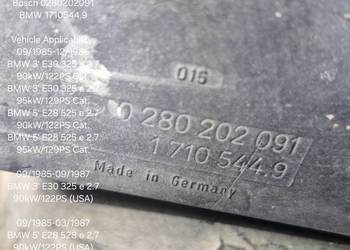 Bosch 0280202091
BMW 1710544.9
Vehicle Applicability
09/1985-12/1985
BMW 3' E30 325 e 2.7
90kW/122PS Cat.
BMW 3' E30 325 e 2.7
95kW/129PS Cat.
BMW 5' E28 525 e 2.7
90kW/122PS Cat.
BMW 5' E28 525 e 2.7
95kW/129PS Cat.
09/1985-09/1987
BMW 3' E30 325 e 2.7
90kW/122PS (USA)
09/1985-03/1987
BMW 5' E28 528 e 2.7
90kW/122PS (USA)
015
0 280 202 091
1 710 544.9
Made in Germany